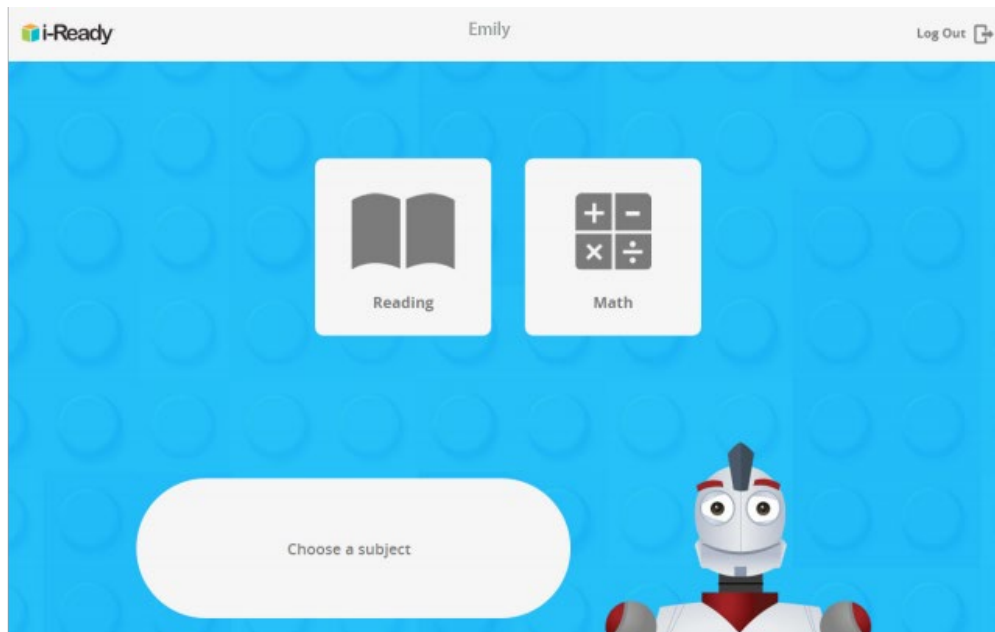 i-Ready
Emily
Log Out
Reading
Math
Choose a subject